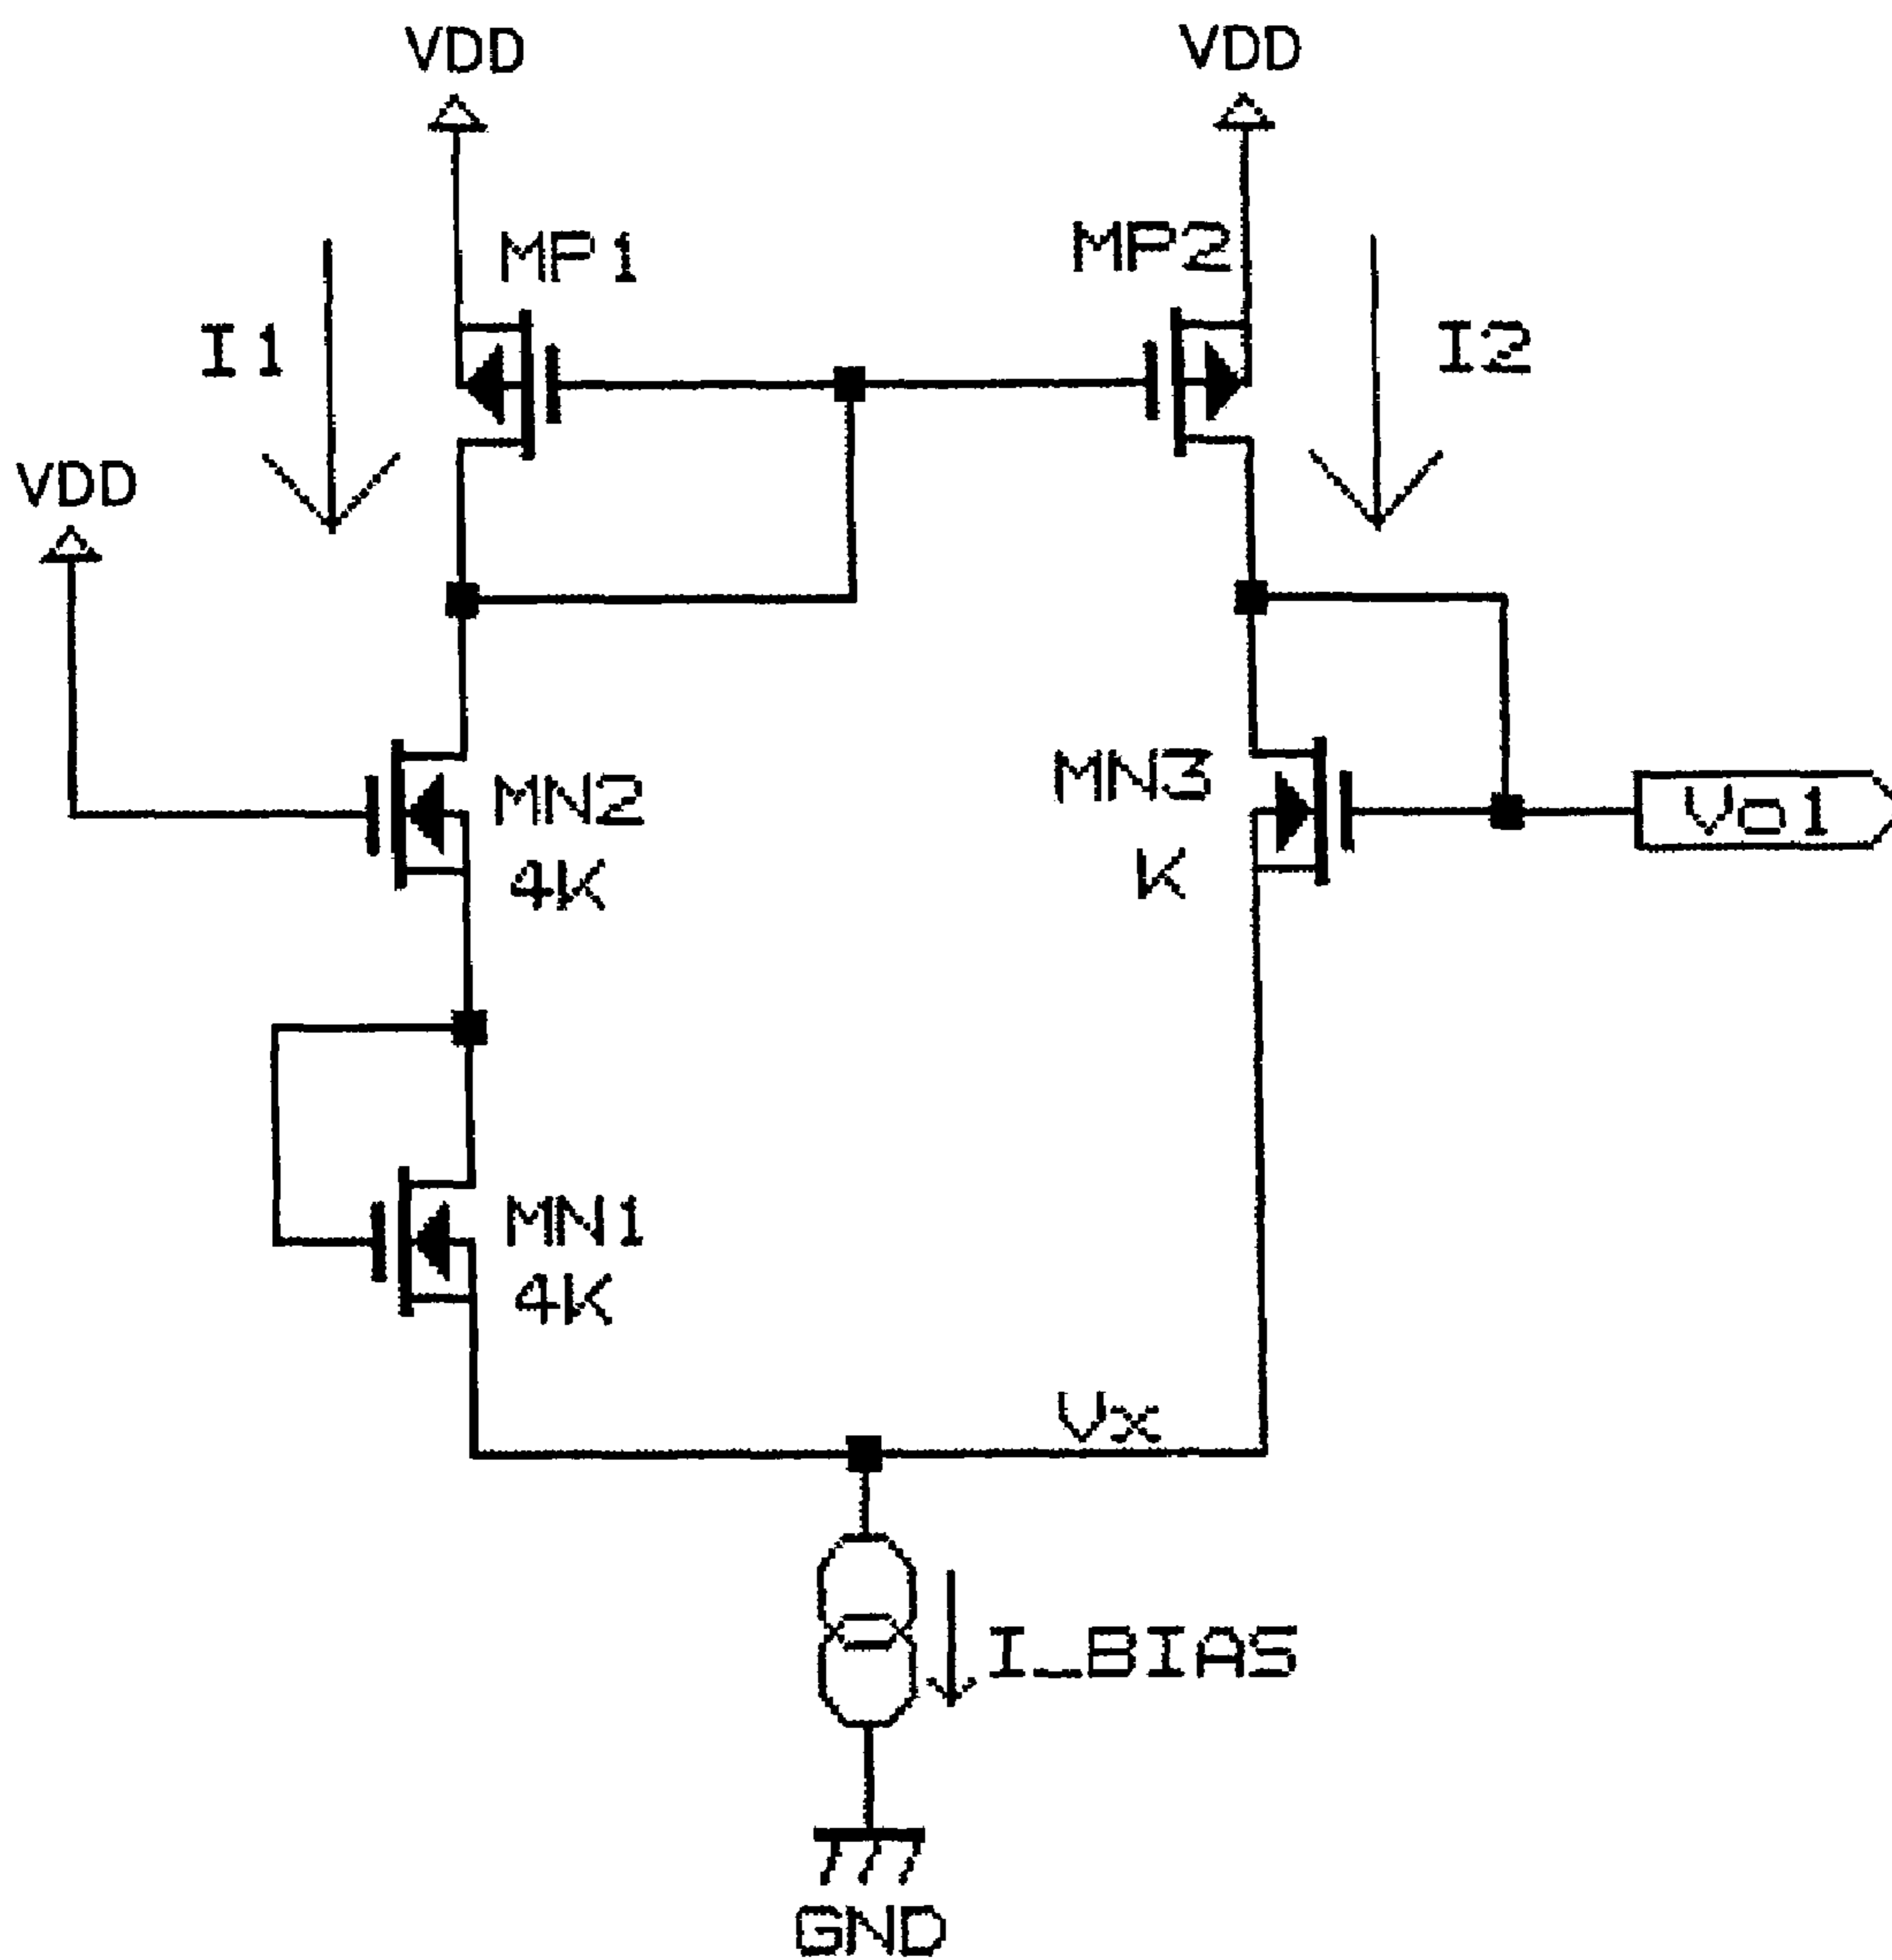 VDD
VDD
MP1
MP2
I1
I2
VDD
MN2
4K
MN3
K
Vo1
MN1
4K
Vx
I_BIAS
GND